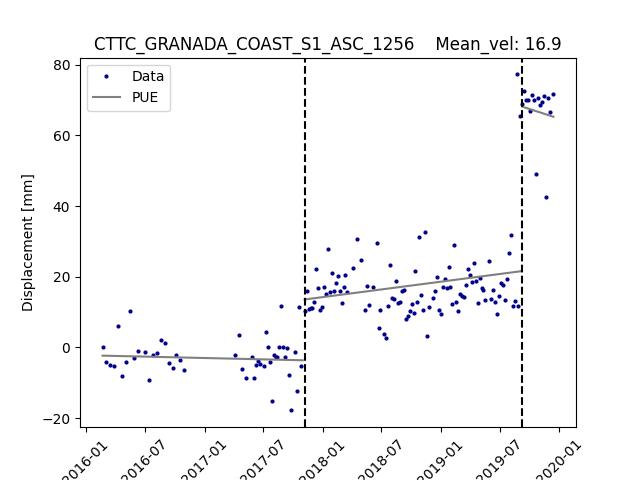 CTTC_GRANADA_COAST_S1_ASC_1256    Mean_vel: 16.9
Data
PUE
Displacement [mm]
80
60
40
20
0
−20
2016-01 2016-07 2017-01 2017-07 2018-01 2018-07 2019-01 2019-07 2020-01